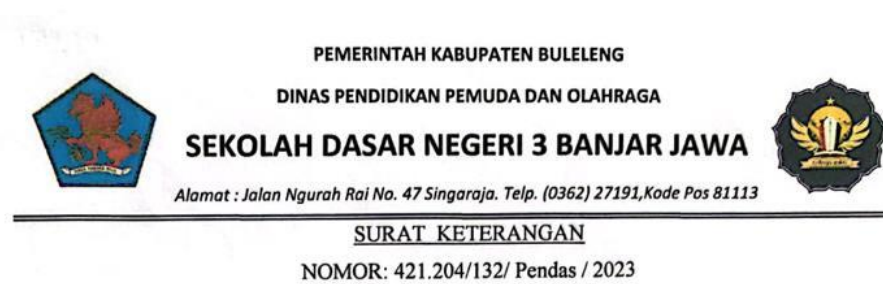 PEMERINTAH KABUPATEN BULELENG
DINAS PENDIDIKAN PEMUDA DAN OLAHRAGA
SEKOLAH DASAR NEGERI 3 BANJAR JAWA
Alamat : Jalan Ngurah Rai No. 47 Singaraja. Telp. (0362) 27191,Kode Pos 81113
SURAT KETERANGAN
NOMOR: 421.204/132/ Pendas / 2023